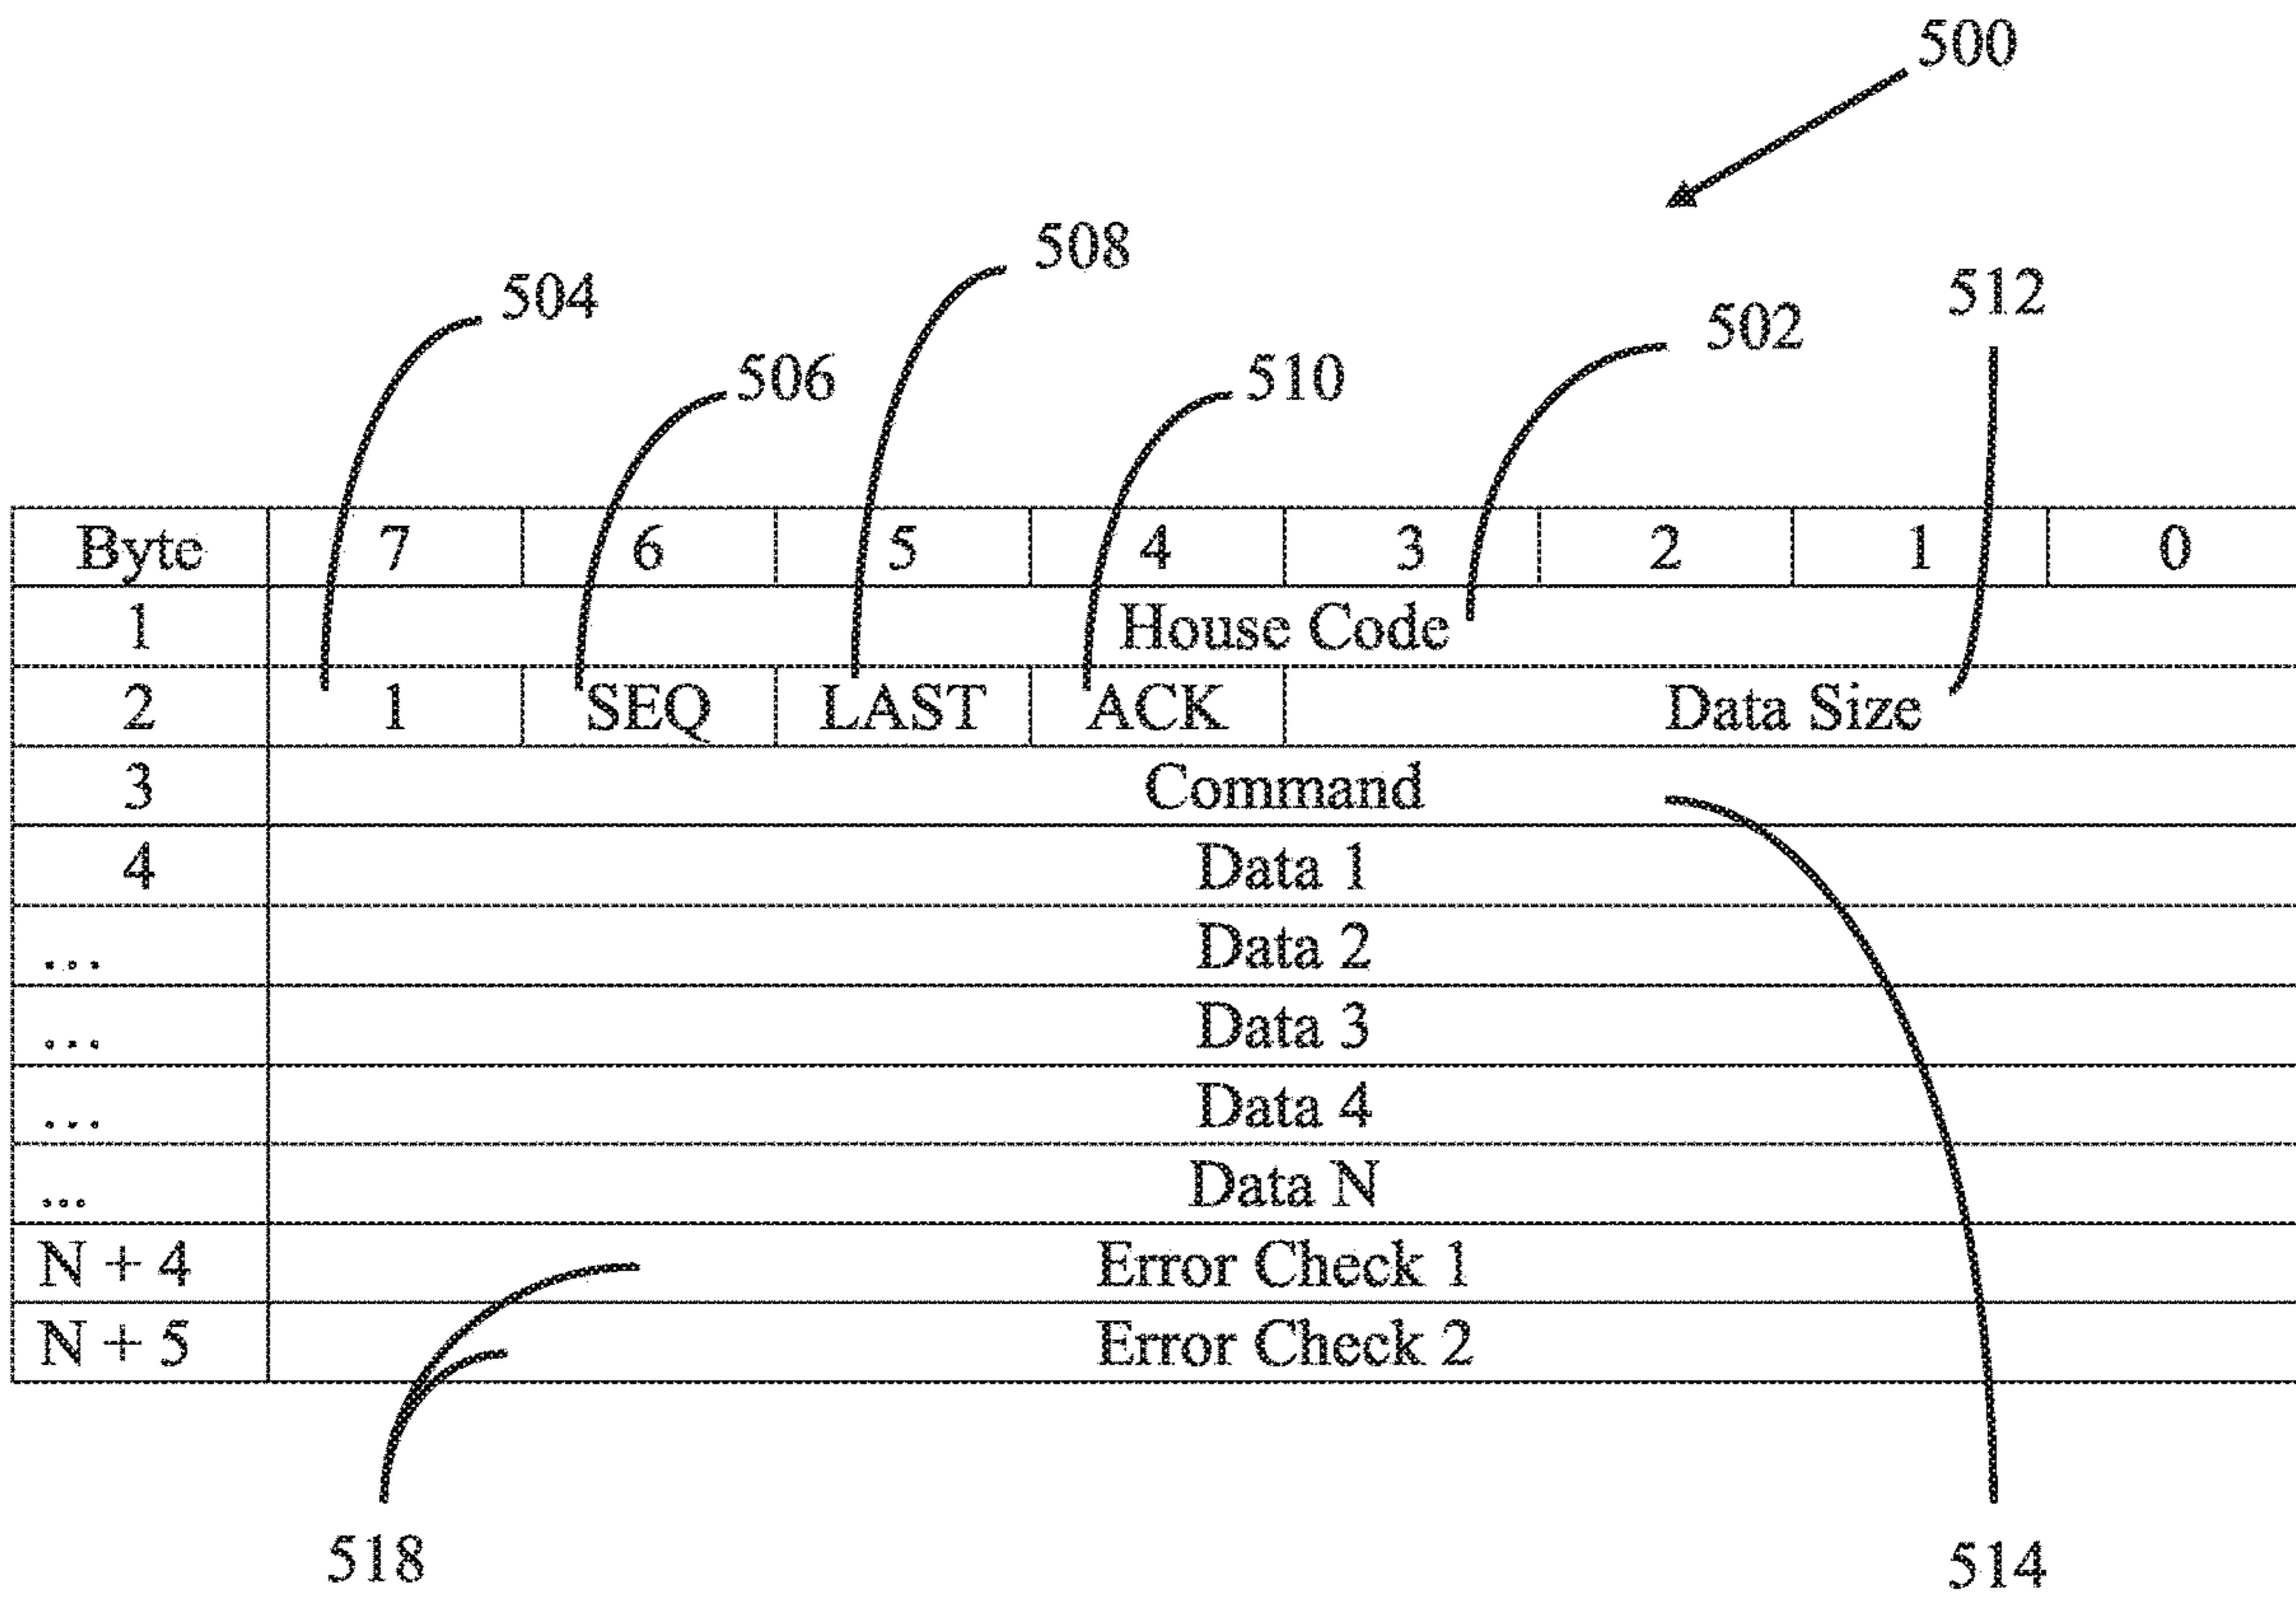 500
508
504
512
502
506
510
Byte 7 6 5 4 3 2 1 0
1 House Code
2 1 SEQ LAST ACK Data Size
3 Command
4 Data 1
... Data 2
... Data 3
... Data 4
... Data N
N + 4 Error Check 1
N + 5 Error Check 2
518
514